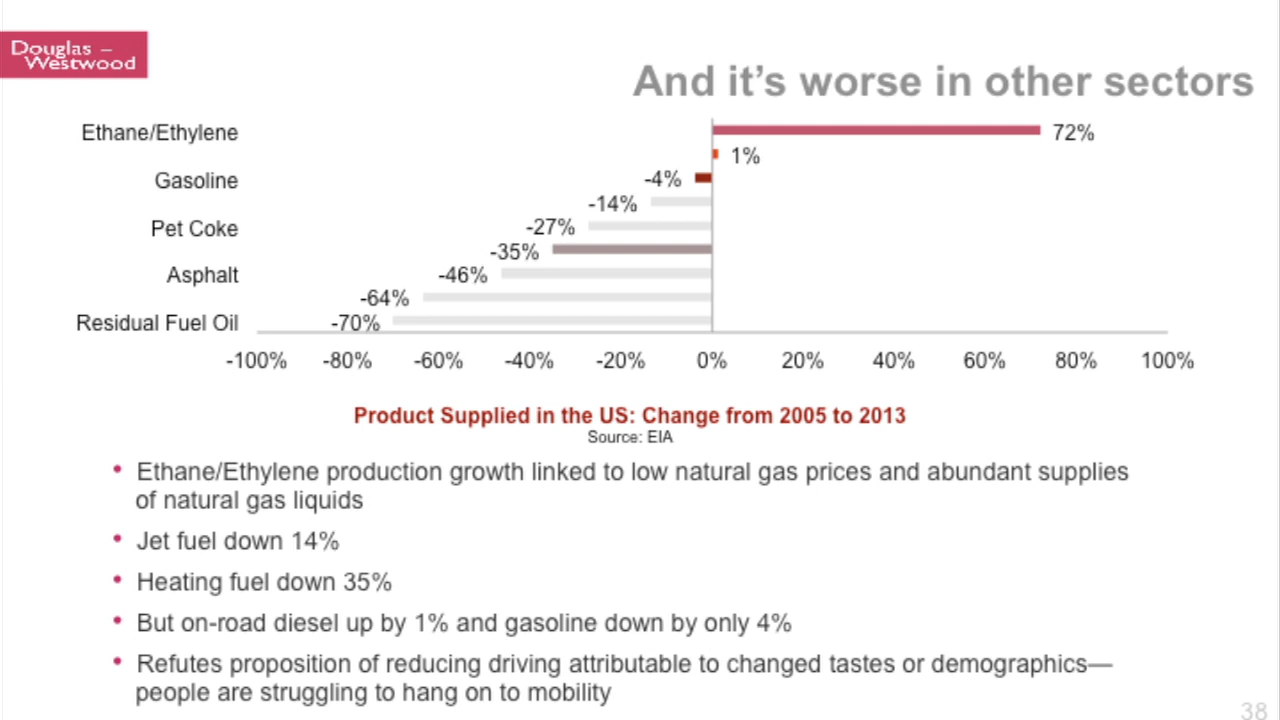 Douglas –
Westwood
And it's worse in other sectors
Ethane/Ethylene 72%
1%
Gasoline -4%
-14%
Pet Coke -27%
-35%
Asphalt -46%
-64%
Residual Fuel Oil -70%
-100% -80% -60% -40% -20% 0% 20% 40% 60% 80% 100%
Product Supplied in the US: Change from 2005 to 2013
Source: EIA
• Ethane/Ethylene production growth linked to low natural gas prices and abundant supplies
of natural gas liquids
• Jet fuel down 14%
• Heating fuel down 35%
• But on-road diesel up by 1% and gasoline down by only 4%
• Refutes proposition of reducing driving attributable to changed tastes or demographics—
people are struggling to hang on to mobility
38